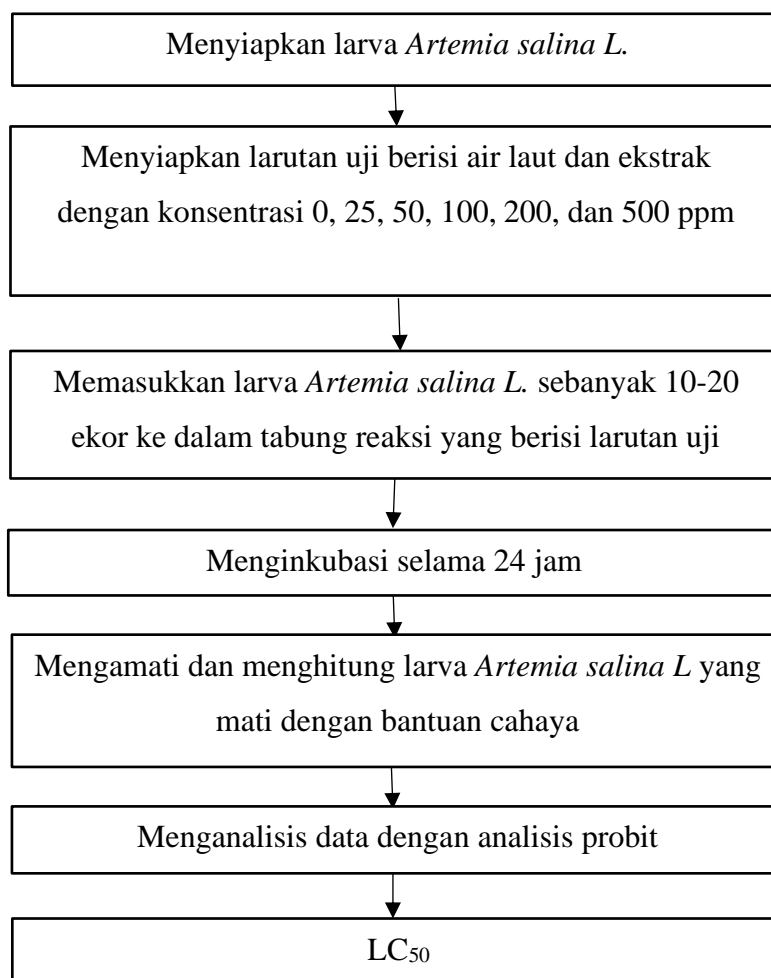 Menyiapkan larva Artemia salina L.
Menyiapkan larutan uji berisi air laut dan ekstrak
dengan konsentrasi 0, 25, 50, 100, 200, dan 500 ppm
Memasukkan larva Artemia salina L. sebanyak 10-20
ekor ke dalam tabung reaksi yang berisi larutan uji
Menginkubasi selama 24 jam
Mengamati dan menghitung larva Artemia salina L yang
mati dengan bantuan cahaya
Menganalisis data dengan analisis probit
LC50